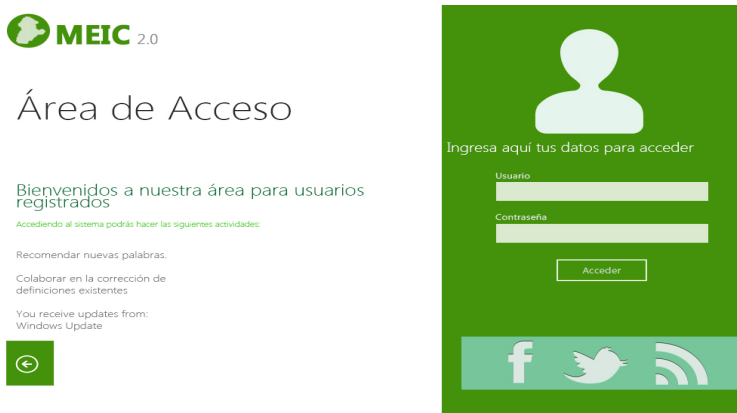 MEIC 2.0
Área de Acceso
Bienvenidos a nuestra área para usuarios
registrados
Accediendo al sistema podrás hacer las siguientes actividades:
Recomendar nuevas palabras.
Colaborar en la corrección de
definiciones existentes
You receive updates from:
Windows Update
Ingresa aquí tus datos para acceder
Usuario
Contraseña
Acceder